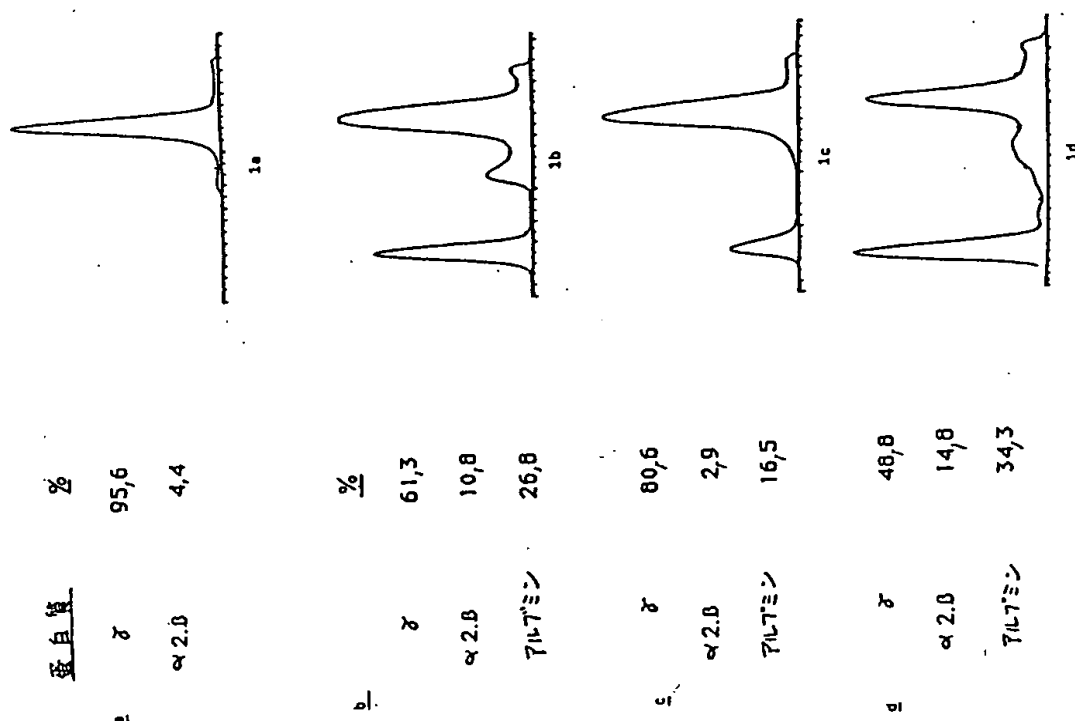 蛋白質 %
a
γ 95,6
α2.β 4,4
1a
b
%
γ 61,3
α2.β 10,8
アルブミン 26,8
1b
c
γ 80,6
α2.β 2,9
アルブミン 16,5
1c
d
γ 48,8
α2.β 14,8
アルブミン 34,3
1d